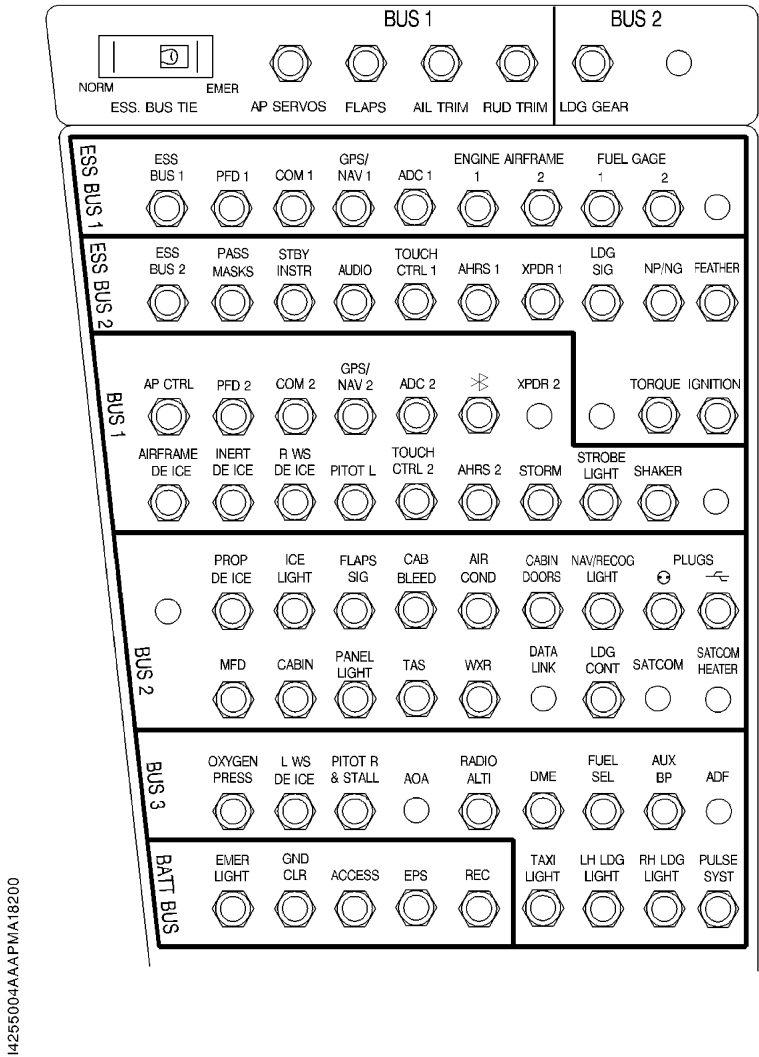 BUS 1
BUS 2
NORM
EMER
ESS. BUS TIE
AP SERVOS
FLAPS
AIL TRIM
RUD TRIM
LDG GEAR
ESS BUS 1
ESS
BUS 1
PFD 1
COM 1
GPS/
NAV 1
ADC 1
ENGINE AIRFRAME
1
2
FUEL GAGE
1
2
ESS BUS 2
ESS
BUS 2
PASS
MASKS
STBY
INSTR
AUDIO
TOUCH
CTRL 1
AHRS 1
XPDR 1
LDG
SIG
NP/NG
FEATHER
BUS 1
AP CTRL
PFD 2
COM 2
GPS/
NAV 2
ADC 2
XPDR 2
TORQUE
IGNITION
AIRFRAME
DE ICE
INERT
DE ICE
R WS
DE ICE
PITOT L
TOUCH
CTRL 2
AHRS 2
STORM
STROBE
LIGHT
SHAKER
BUS 2
PROP
DE ICE
ICE
LIGHT
FLAPS
SIG
CAB
BLEED
AIR
COND
CABIN
DOORS
NAV/RECOG
LIGHT
PLUGS
MFD
CABIN
PANEL
LIGHT
TAS
WXR
DATA
LINK
LDG
CONT
SATCOM
SATCOM
HEATER
BUS 3
OXYGEN
PRESS
L WS
DE ICE
PITOT R
& STALL
AOA
RADIO
ALTI
DME
FUEL
SEL
AUX
BP
ADF
BATT BUS
EMER
LIGHT
GND
CLR
ACCESS
EPS
REC
TAXI
LIGHT
LH LDG
LIGHT
RH LDG
LIGHT
PULSE
SYST
I4255004AAAPMA18200